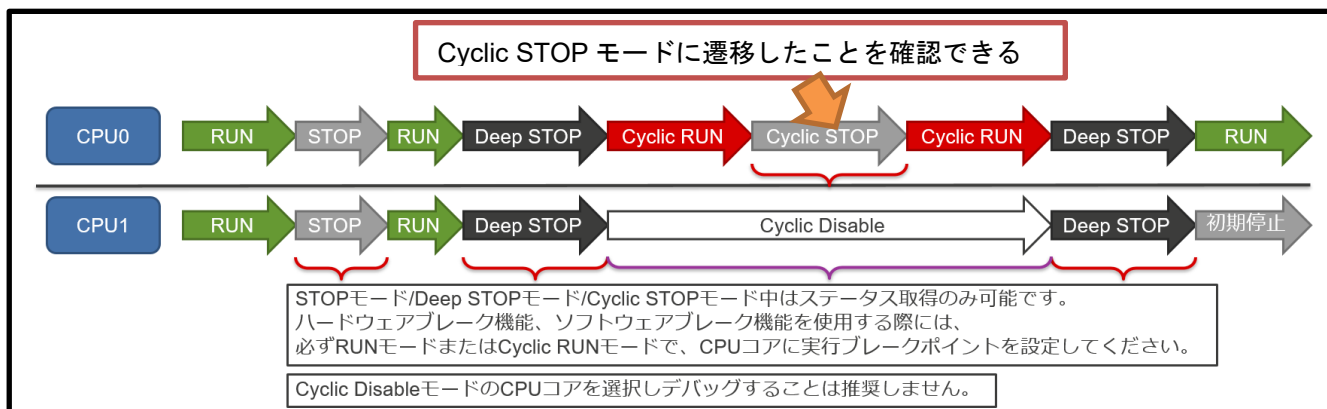 Cyclic STOP モードに遷移したことを確認できる
CPU0
RUN
STOP
RUN
Deep STOP
Cyclic RUN
Cyclic STOP
Cyclic RUN
Deep STOP
RUN
CPU1
RUN
STOP
RUN
Deep STOP
Cyclic Disable
Deep STOP
初期停止
STOPモード/Deep STOPモード/Cyclic STOPモード中はステータス取得のみ可能です。
ハードウェアブレーク機能、ソフトウェアブレーク機能を使用する際には、
必ずRUNモードまたはCyclic RUNモードで、CPUコアに実行ブレークポイントを設定してください。
Cyclic DisableモードのCPUコアを選択しデバッグすることは推奨しません。